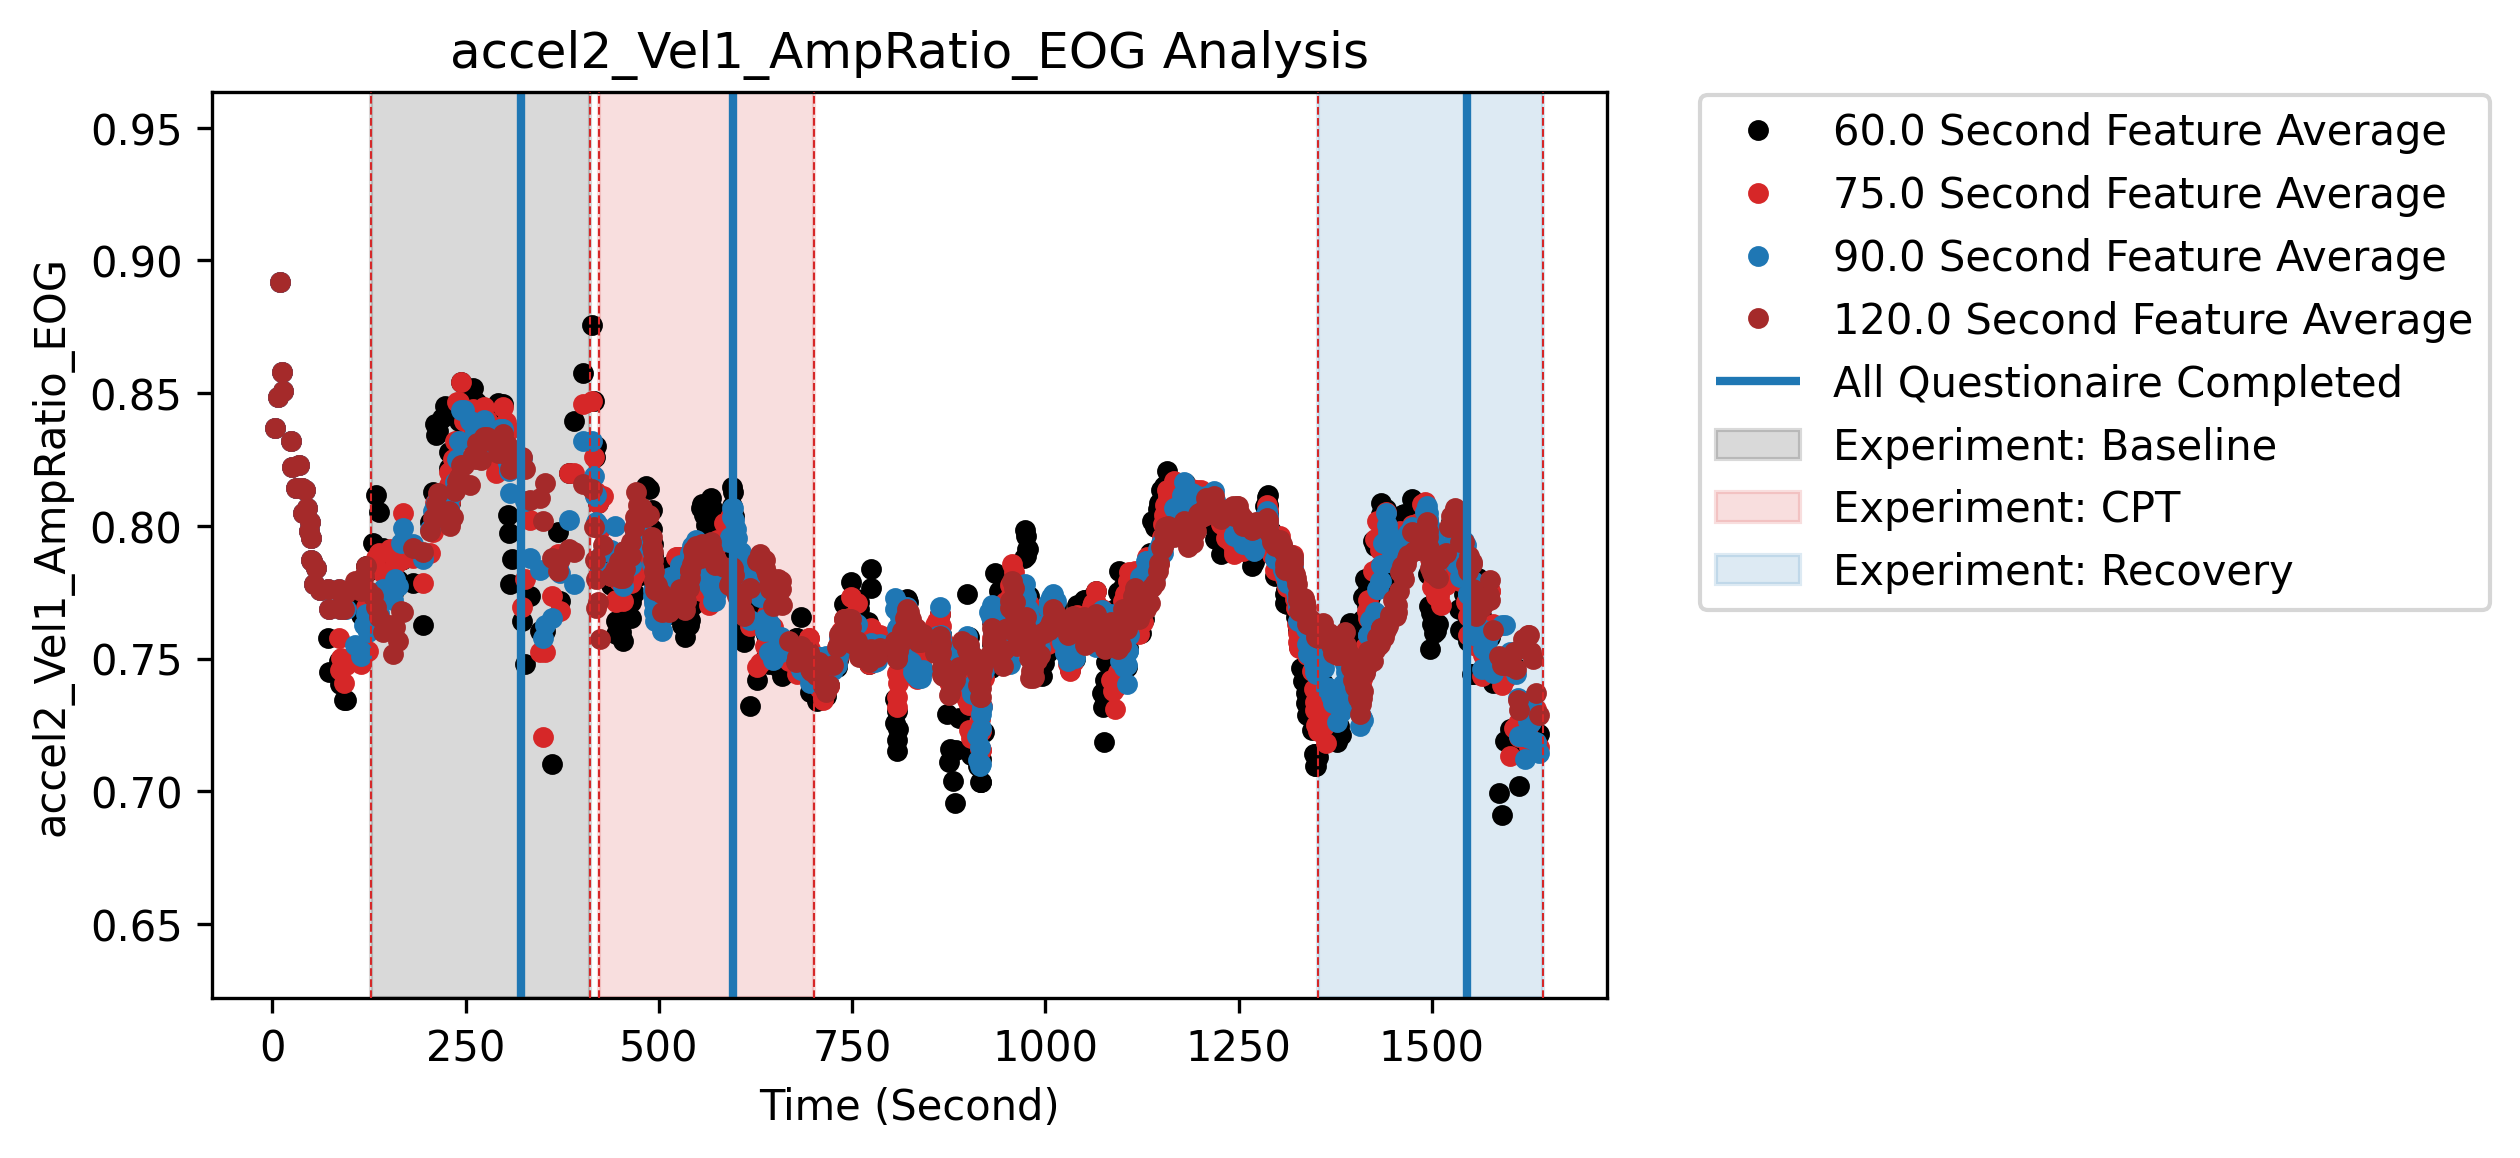 accel2_Vel1_AmpRatio_EOG Analysis
accel2_Vel1_AmpRatio_EOG
0.95
0.90
0.85
0.80
0.75
0.70
0.65
0
250
500
750
1000
1250
1500
Time (Second)
60.0 Second Feature Average
75.0 Second Feature Average
90.0 Second Feature Average
120.0 Second Feature Average
All Questionaire Completed
Experiment: Baseline
Experiment: CPT
Experiment: Recovery